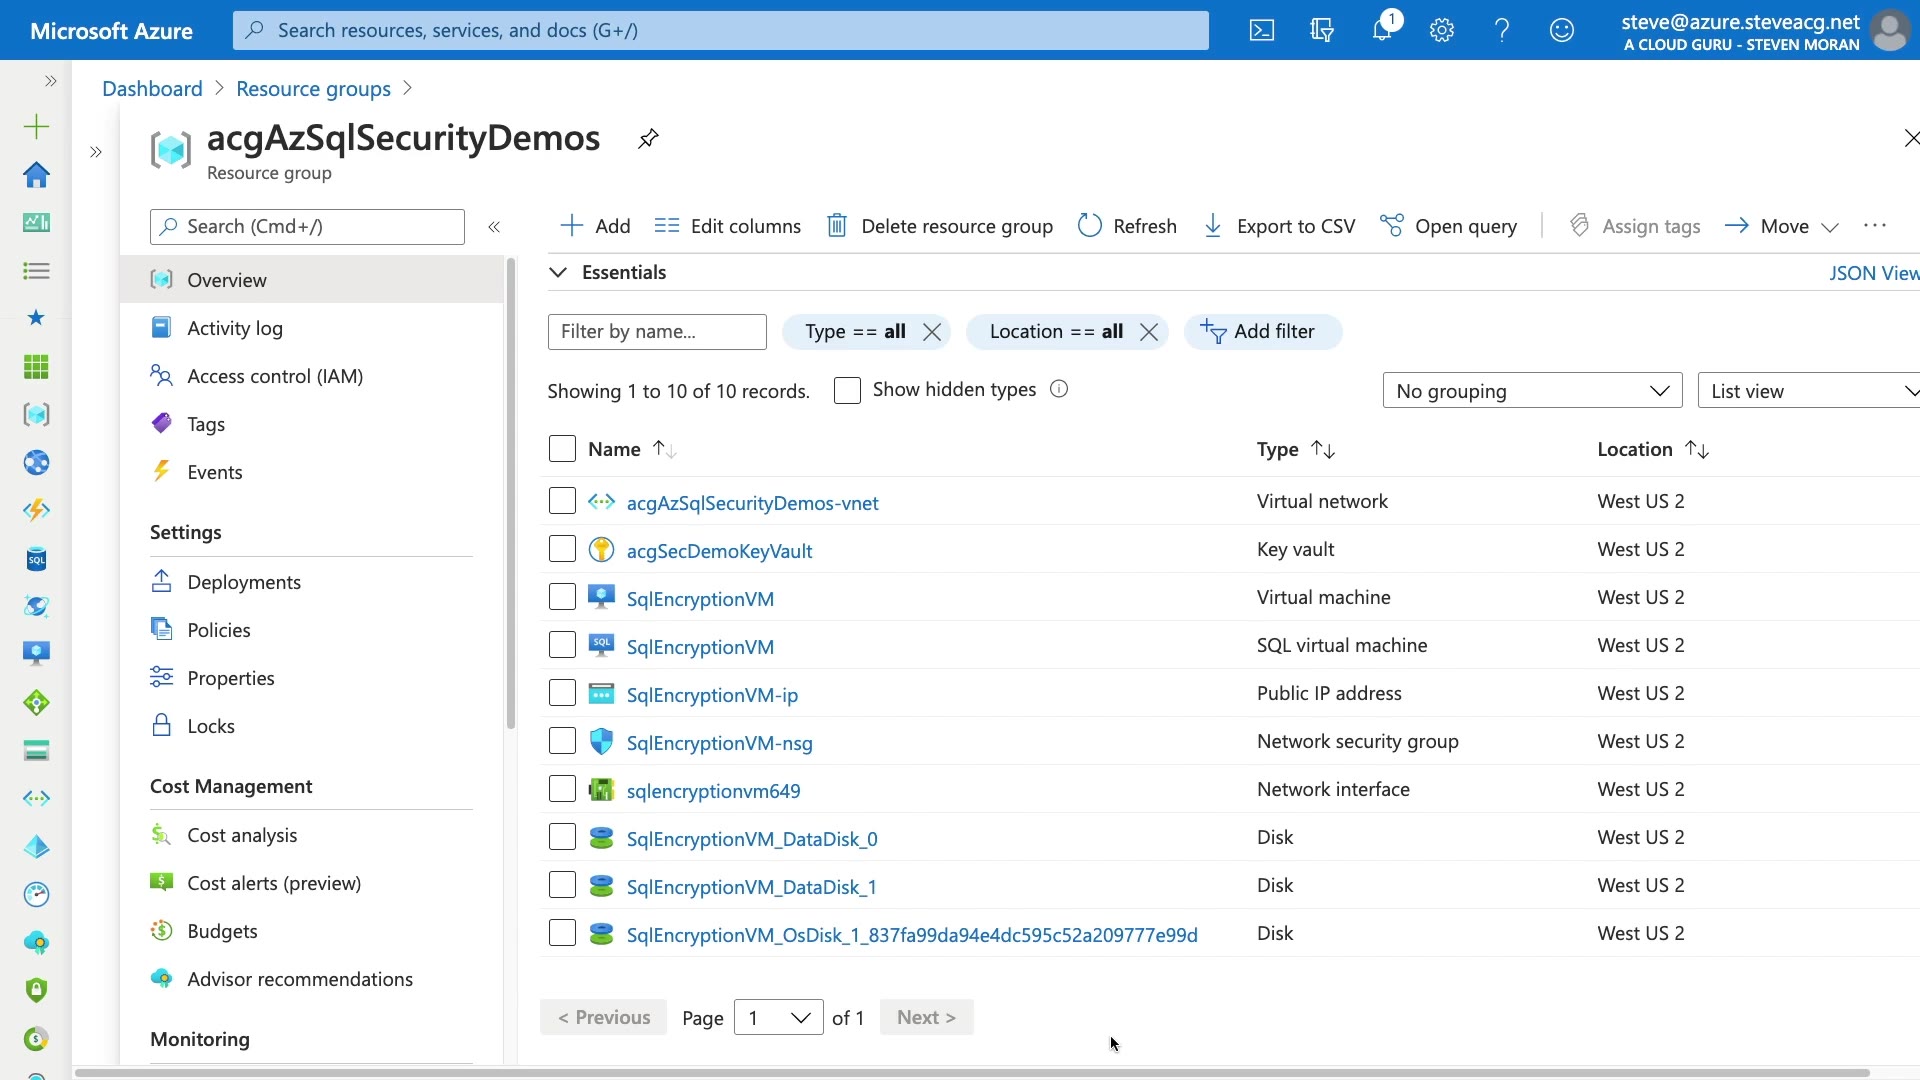 Microsoft Azure
Search resources, services, and docs (G+/)
1
steve@azure.steveacg.net
A CLOUD GURU - STEVEN MORAN
Dashboard > Resource groups >
acgAzSqlSecurityDemos
Resource group
Search (Cmd+/)
Add
Edit columns
Delete resource group
Refresh
Export to CSV
Open query
Assign tags
Move
Overview
Activity log
Access control (IAM)
Tags
Events
Settings
Deployments
Policies
Properties
Locks
Cost Management
Cost analysis
Cost alerts (preview)
Budgets
Advisor recommendations
Monitoring
Essentials
JSON View
Filter by name...
Type == all
Location == all
Add filter
Showing 1 to 10 of 10 records.
Show hidden types
No grouping
List view
Name Type Location
acgAzSqlSecurityDemos-vnet Virtual network West US 2
acgSecDemoKeyVault Key vault West US 2
SqlEncryptionVM Virtual machine West US 2
SQL SqlEncryptionVM SQL virtual machine West US 2
SqlEncryptionVM-ip Public IP address West US 2
SqlEncryptionVM-nsg Network security group West US 2
sqlencryptionvm649 Network interface West US 2
SqlEncryptionVM_DataDisk_0 Disk West US 2
SqlEncryptionVM_DataDisk_1 Disk West US 2
SqlEncryptionVM_OsDisk_1_837fa99da94e4dc595c52a209777e99d Disk West US 2
< Previous Page 1 of 1 Next >
SQL